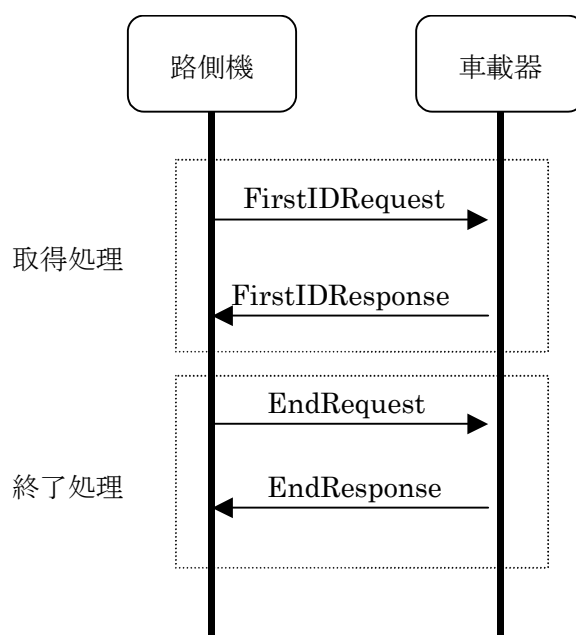 路側機
車載器
FirstIDRequest
取得処理
FirstIDResponse
EndRequest
終了処理
EndResponse